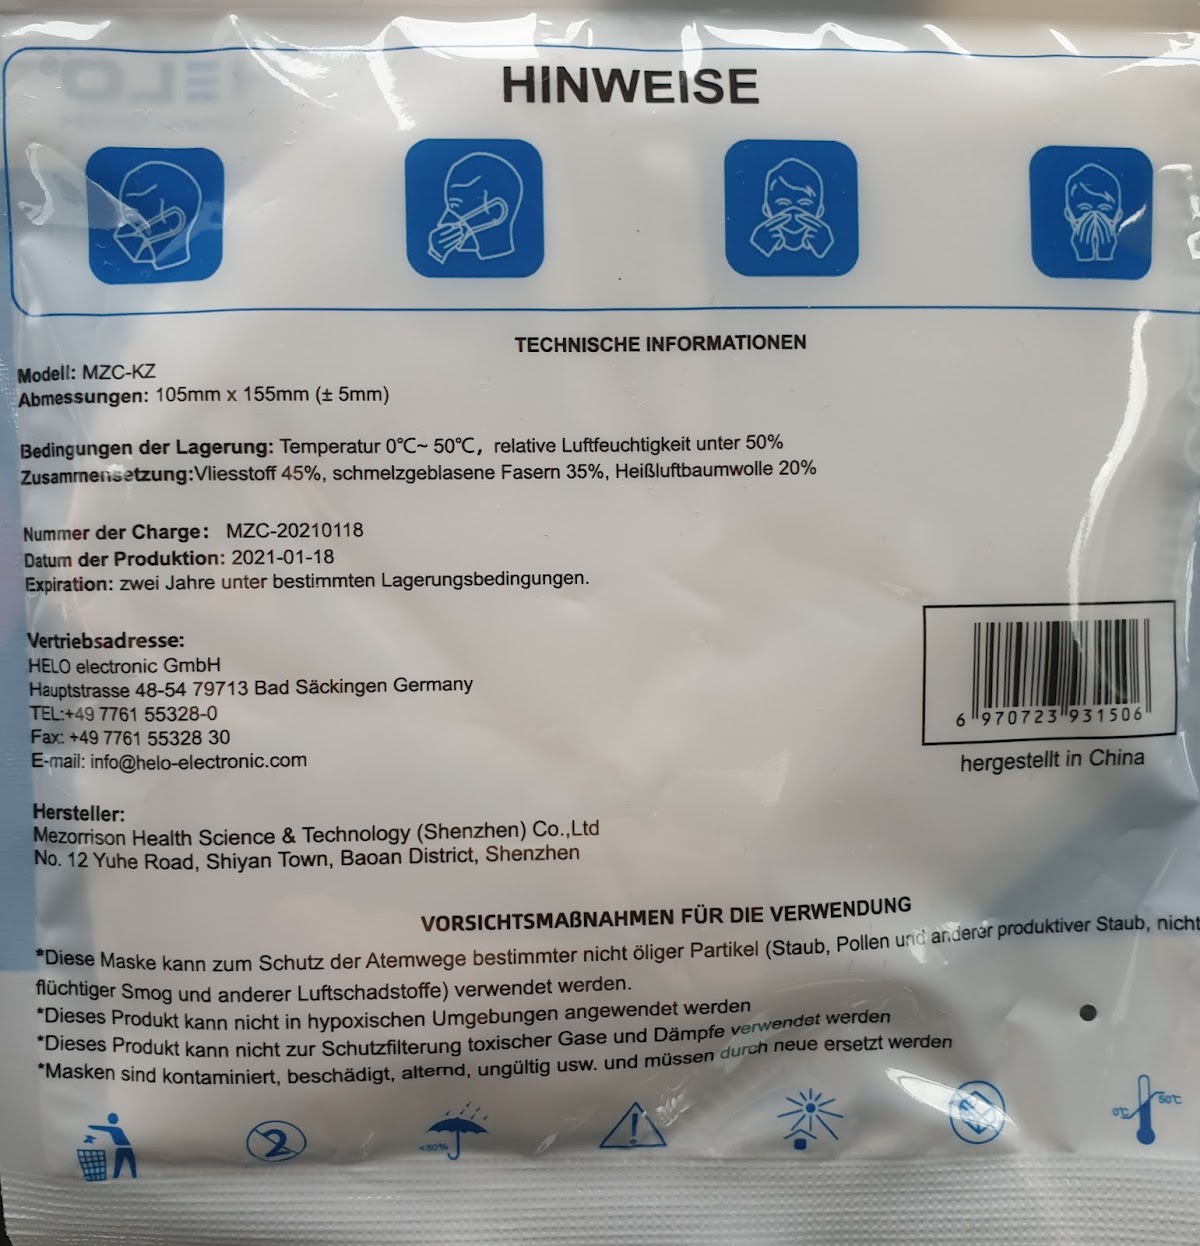 HINWEISE
TECHNISCHE INFORMATIONEN
Modell: MZC-KZ
Abmessungen: 105mm x 155mm (± 5mm)
Bedingungen der Lagerung: Temperatur 0℃~ 50℃, relative Luftfeuchtigkeit unter 50%
Zusammensetzung:Vliesstoff 45%, schmelzgeblasene Fasern 35%, Heißluftbaumwolle 20%
Nummer der Charge: MZC-20210118
Datum der Produktion: 2021-01-18
Expiration: zwei Jahre unter bestimmten Lagerungsbedingungen.
Vertriebsadresse:
HELO electronic GmbH
Hauptstrasse 48-54 79713 Bad Säckingen Germany
TEL:+49 7761 55328-0
Fax: +49 7761 55328 30
E-mail: info@helo-electronic.com
6 970723 931506
hergestellt in China
Hersteller:
Mezorrison Health Science & Technology (Shenzhen) Co.,Ltd
No. 12 Yuhe Road, Shiyan Town, Baoan District, Shenzhen
VORSICHTSMAßNAHMEN FÜR DIE VERWENDUNG
*Diese Maske kann zum Schutz der Atemwege bestimmter nicht öliger Partikel (Staub, Pollen und anderer produktiver Staub, nicht
flüchtiger Smog und anderer Luftschadstoffe) verwendet werden.
*Dieses Produkt kann nicht in hypoxischen Umgebungen angewendet werden
*Dieses Produkt kann nicht zur Schutzfilterung toxischer Gase und Dämpfe verwendet werden
*Masken sind kontaminiert, beschädigt, alternd, ungültig usw. und müssen durch neue ersetzt werden
2
<50%
!
0℃
50℃